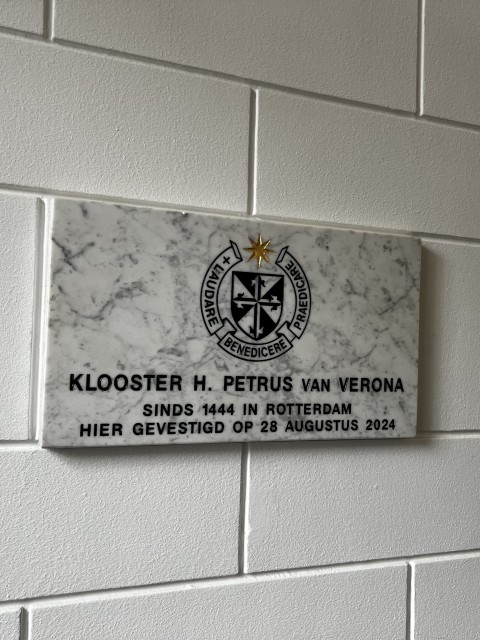 + LAUDARE BENEDICERE PRAEDICARE
KLOOSTER H. PETRUS VAN VERONA
SINDS 1444 IN ROTTERDAM
HIER GEVESTIGD OP 28 AUGUSTUS 2024